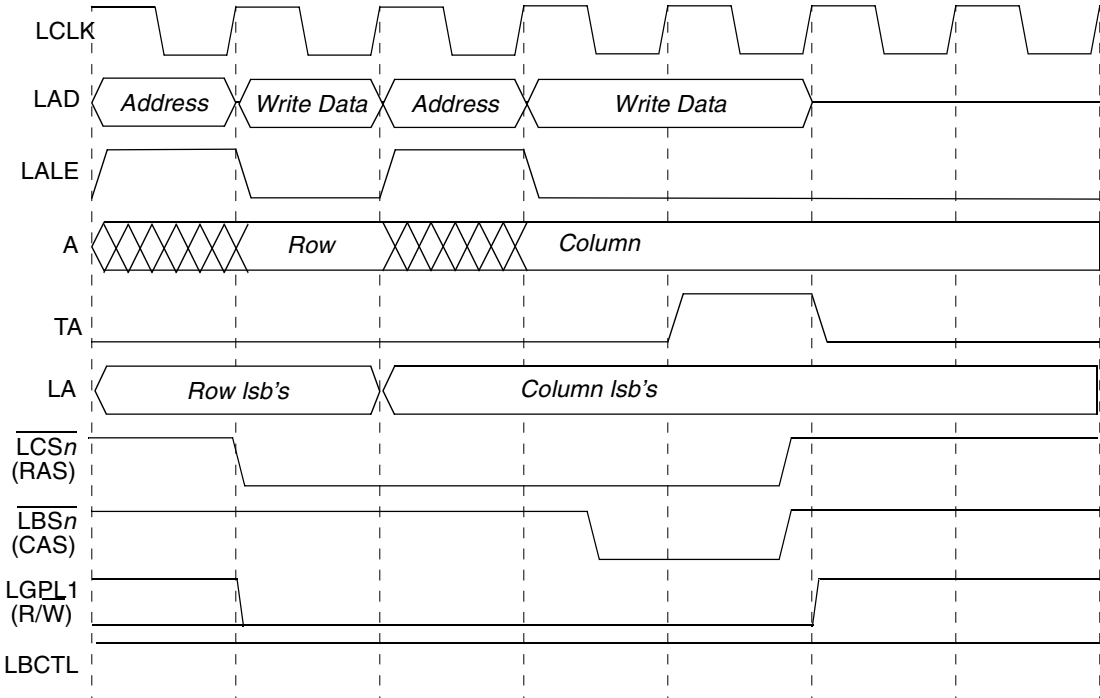 LCLK
LAD
Address
Write Data
Address
Write Data
LALE
A
Row
Column
TA
LA
Row lsb's
Column lsb's
LCSn
(RAS)
LBSn
(CAS)
LGPL1
(R/W)
LBCTL